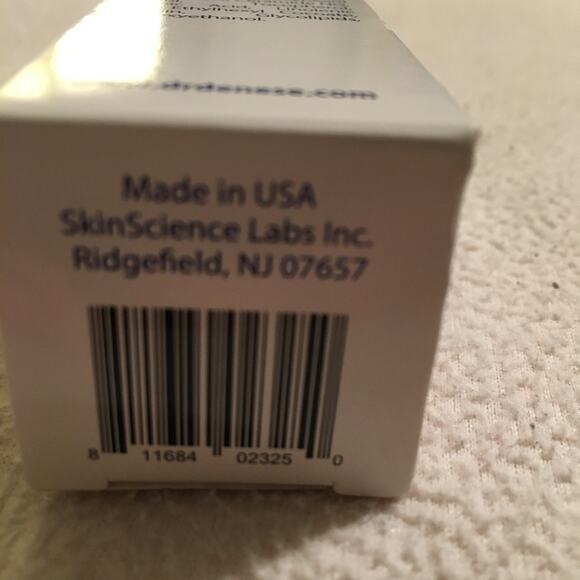 drdenese.com
Made in USA
SkinScience Labs Inc.
Ridgefield, NJ 07657
8 11684 02325 0